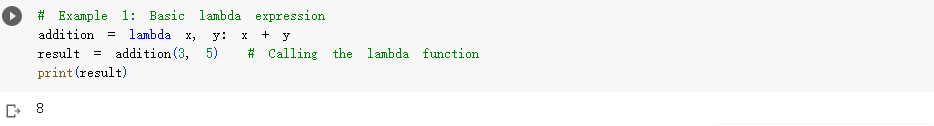 # Example 1: Basic lambda expression
addition = lambda x, y: x + y
result = addition(3, 5) # Calling the lambda function
print(result)
8